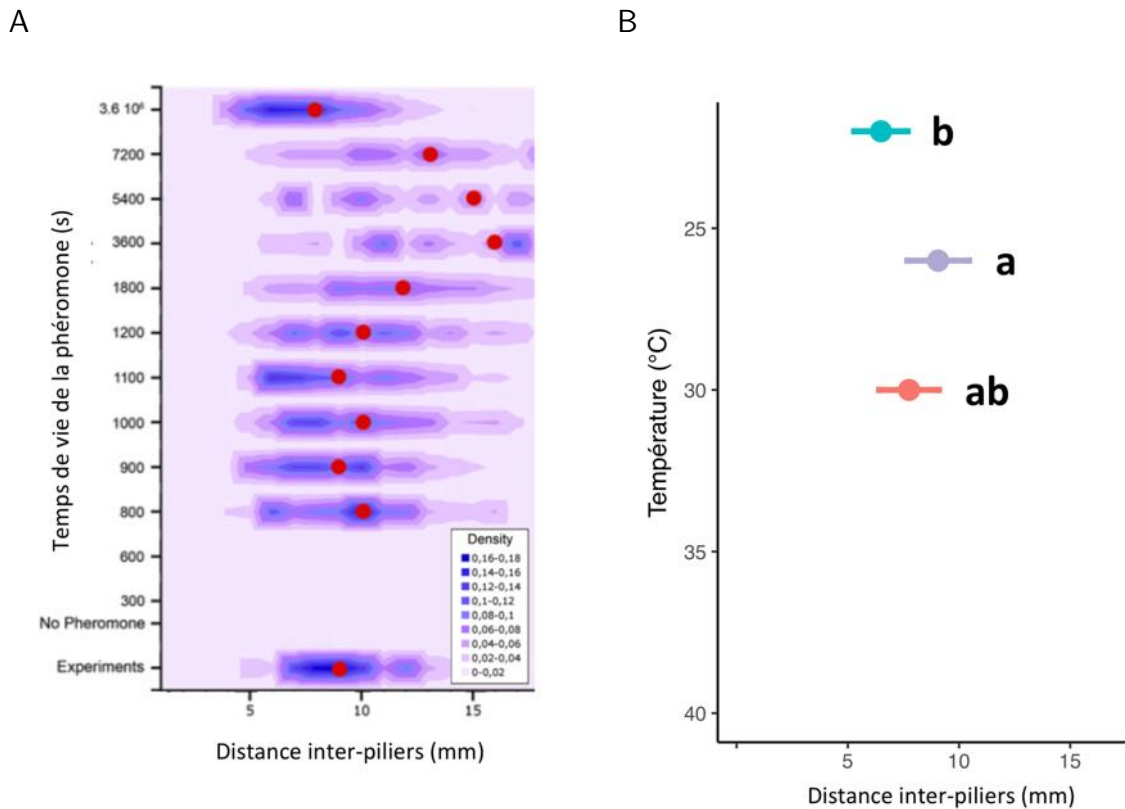 A
B
Temps de vie de la phéromone (s)
3.6 10⁶
7200
5400
3600
1800
1200
1100
1000
900
800
600
300
No Pheromone
Experiments
Density
0,16-0,18
0,14-0,16
0,12-0,14
0,1-0,12
0,08-0,1
0,06-0,08
0,04-0,06
0,02-0,04
0-0,02
5 10 15
Distance inter-piliers (mm)
Température (°C)
b
25
a
30
ab
35
40
5 10 15
Distance inter-piliers (mm)